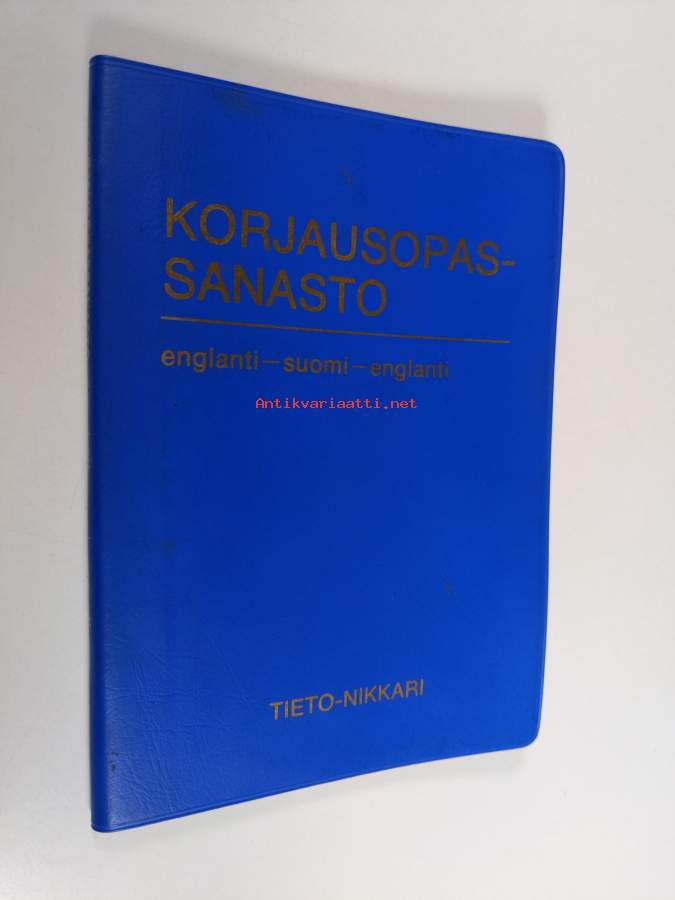 KORJAUSOPAS-
SANASTO
englanti – suomi – englanti
Antikvariaatti.net
TIETO-NIKKARI